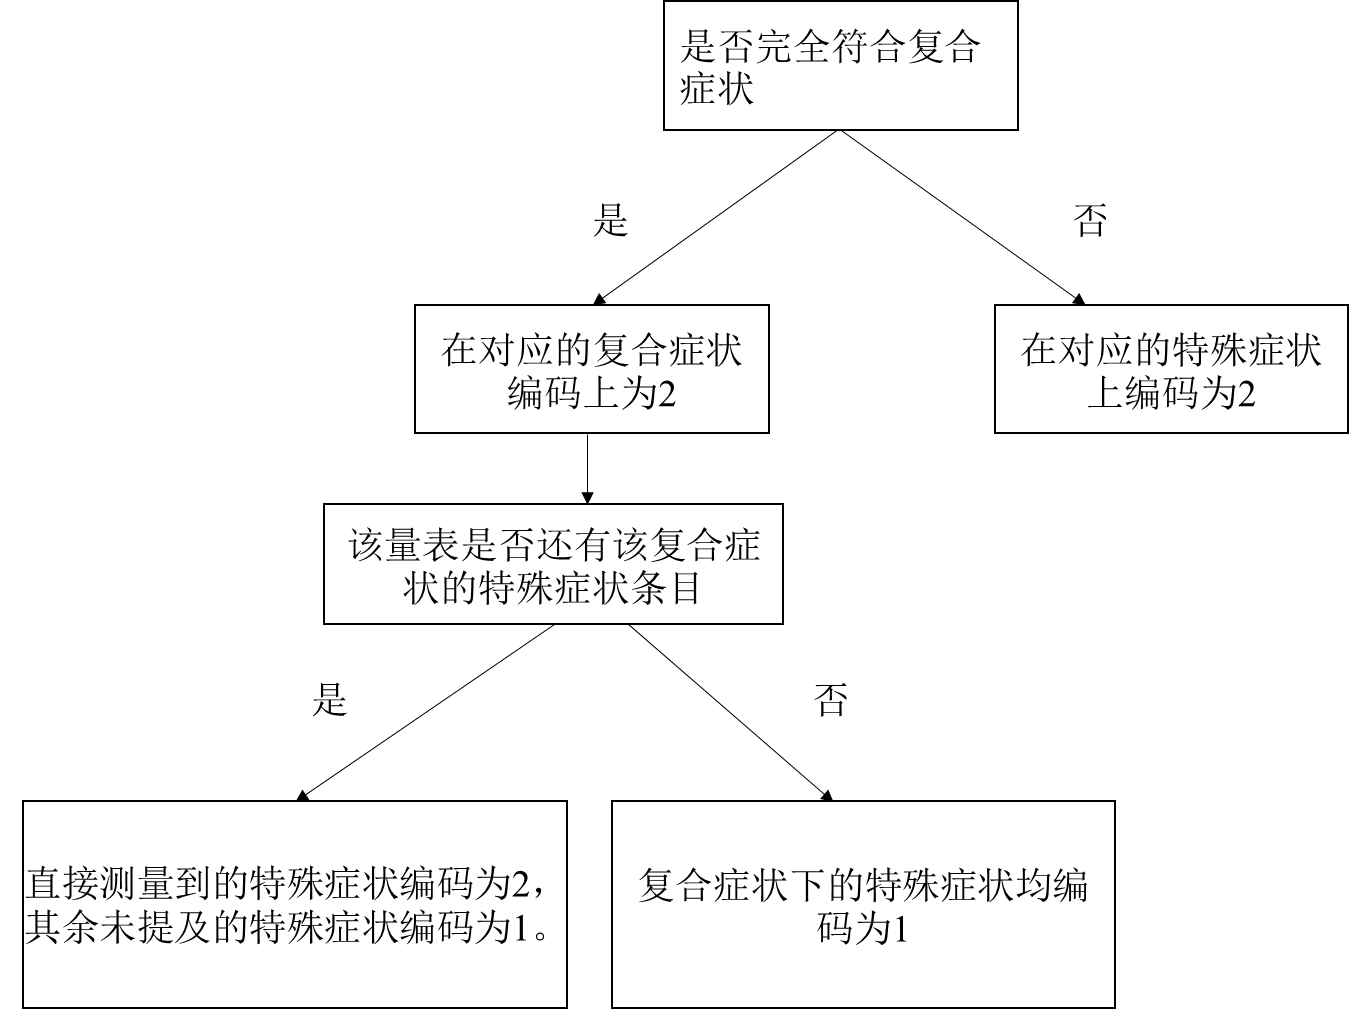 是否完全符合复合
症状
是
否
在对应的复合症状
编码上为2
在对应的特殊症状
上编码为2
该量表是否还有该复合症
状的特殊症状条目
是
否
直接测量到的特殊症状编码为2，
其余未提及的特殊症状编码为1。
复合症状下的特殊症状均编
码为1